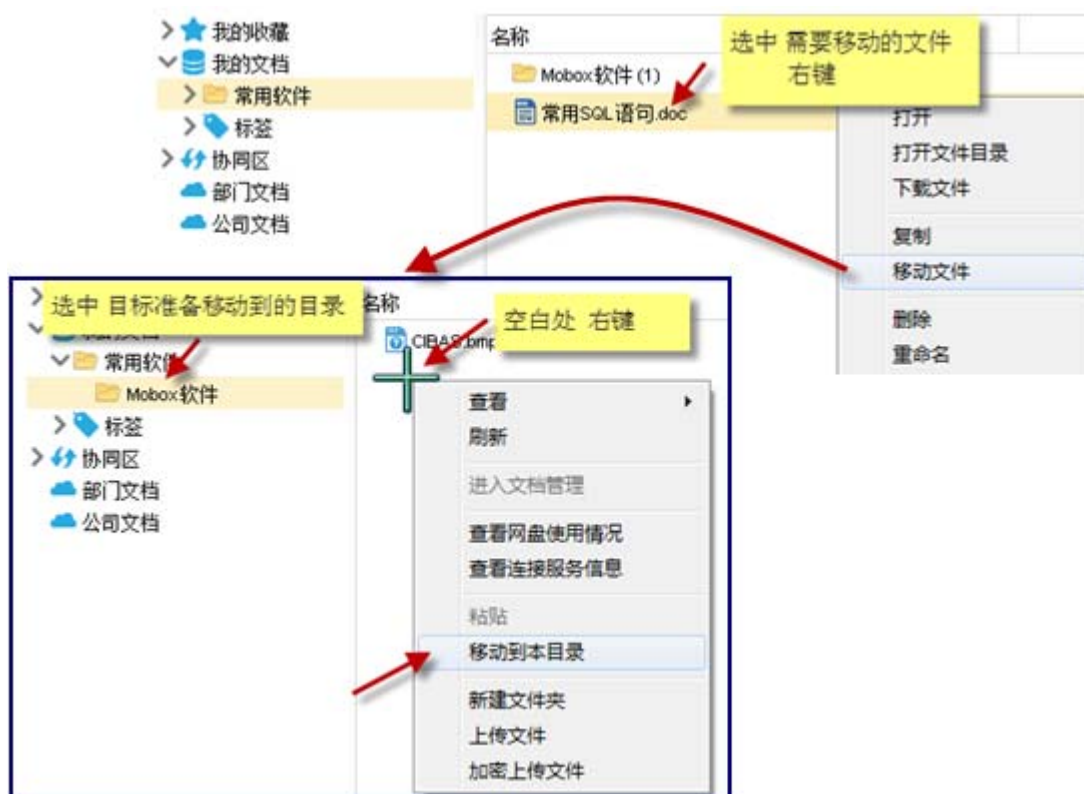 我的收藏
我的文档
常用软件
标签
协同区
部门文档
公司文档
名称
Mobox软件 (1)
常用SQL语句.doc
选中 需要移动的文件
右键
打开
打开文件目录
下载文件
复制
移动文件
删除
重命名
选中 目标准备移动到的目录
常用软件
Mobox软件
标签
协同区
部门文档
公司文档
名称
CIBAS.bmp
空白处 右键
查看
刷新
进入文档管理
查看网盘使用情况
查看连接服务信息
粘贴
移动到本目录
新建文件夹
上传文件
加密上传文件